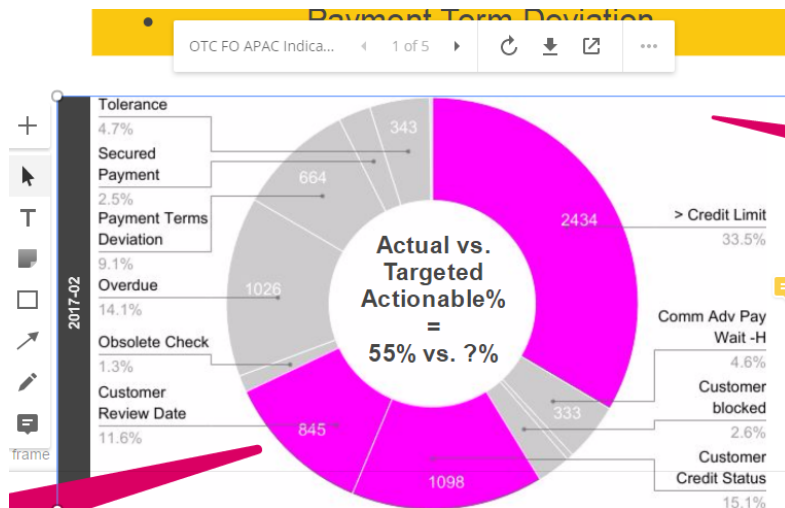 Payment Term Deviation
OTC FO APAC Indica...
1 of 5
Tolerance
4.7%
Secured
Payment
2.5%
Payment Terms
Deviation
9.1%
Overdue
14.1%
Obsolete Check
1.3%
Customer
Review Date
11.6%
2017-02
343
664
1026
845
1098
333
2434
Actual vs.
Targeted
Actionable%
=
55% vs. ?%
> Credit Limit
33.5%
Comm Adv Pay
Wait -H
4.6%
Customer
blocked
2.6%
Customer
Credit Status
15.1%
T
frame